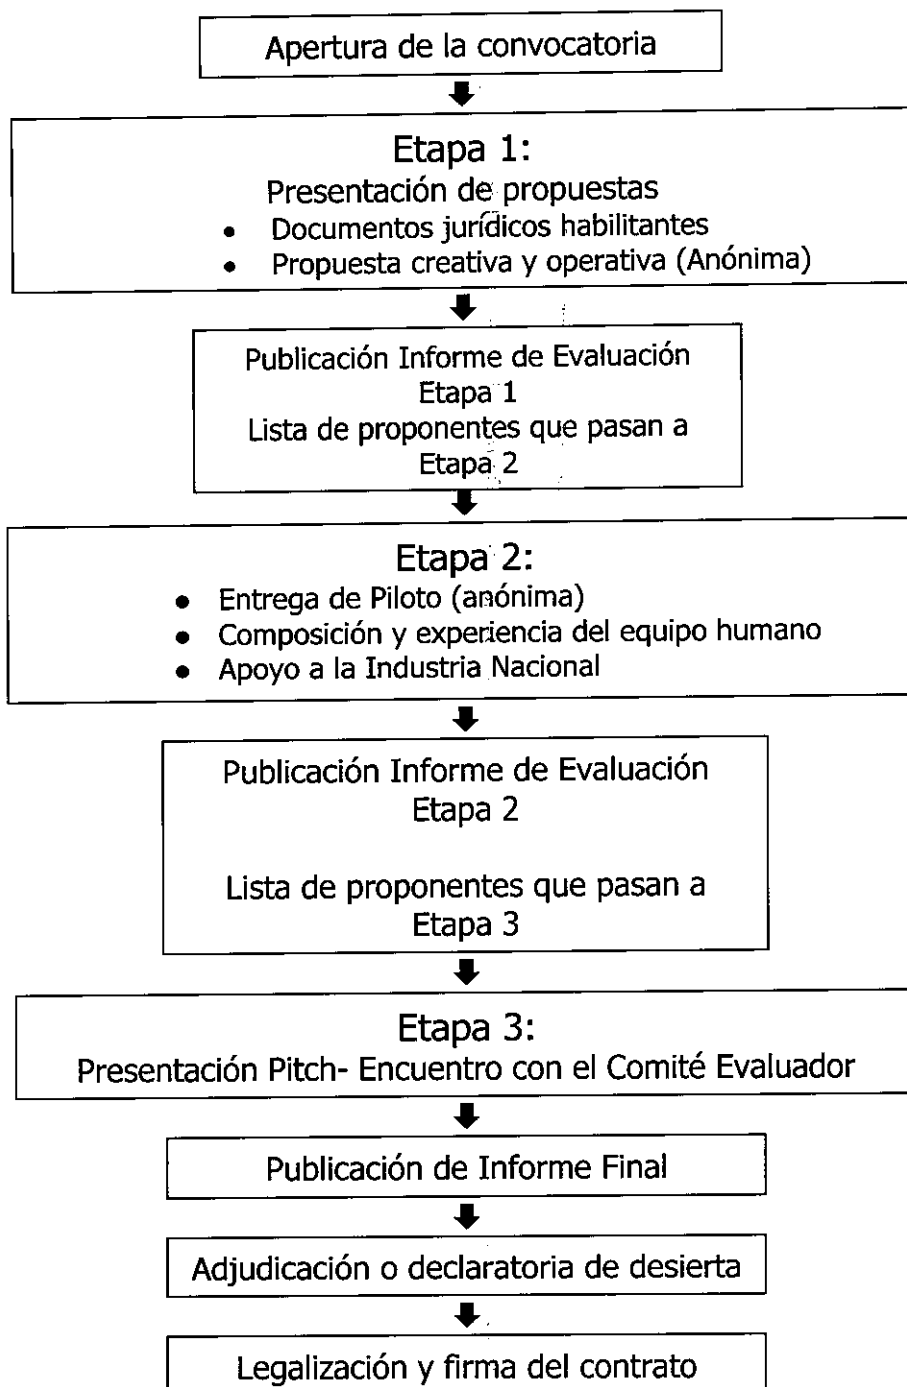 Apertura de la convocatoria
Etapa 1:
Presentación de propuestas
• Documentos jurídicos habilitantes
• Propuesta creativa y operativa (Anónima)
Publicación Informe de Evaluación
Etapa 1
Lista de proponentes que pasan a
Etapa 2
Etapa 2:
• Entrega de Piloto (anónima)
• Composición y experiencia del equipo humano
• Apoyo a la Industria Nacional
Publicación Informe de Evaluación
Etapa 2
Lista de proponentes que pasan a
Etapa 3
Etapa 3:
Presentación Pitch- Encuentro con el Comité Evaluador
Publicación de Informe Final
Adjudicación o declaratoria de desierta
Legalización y firma del contrato